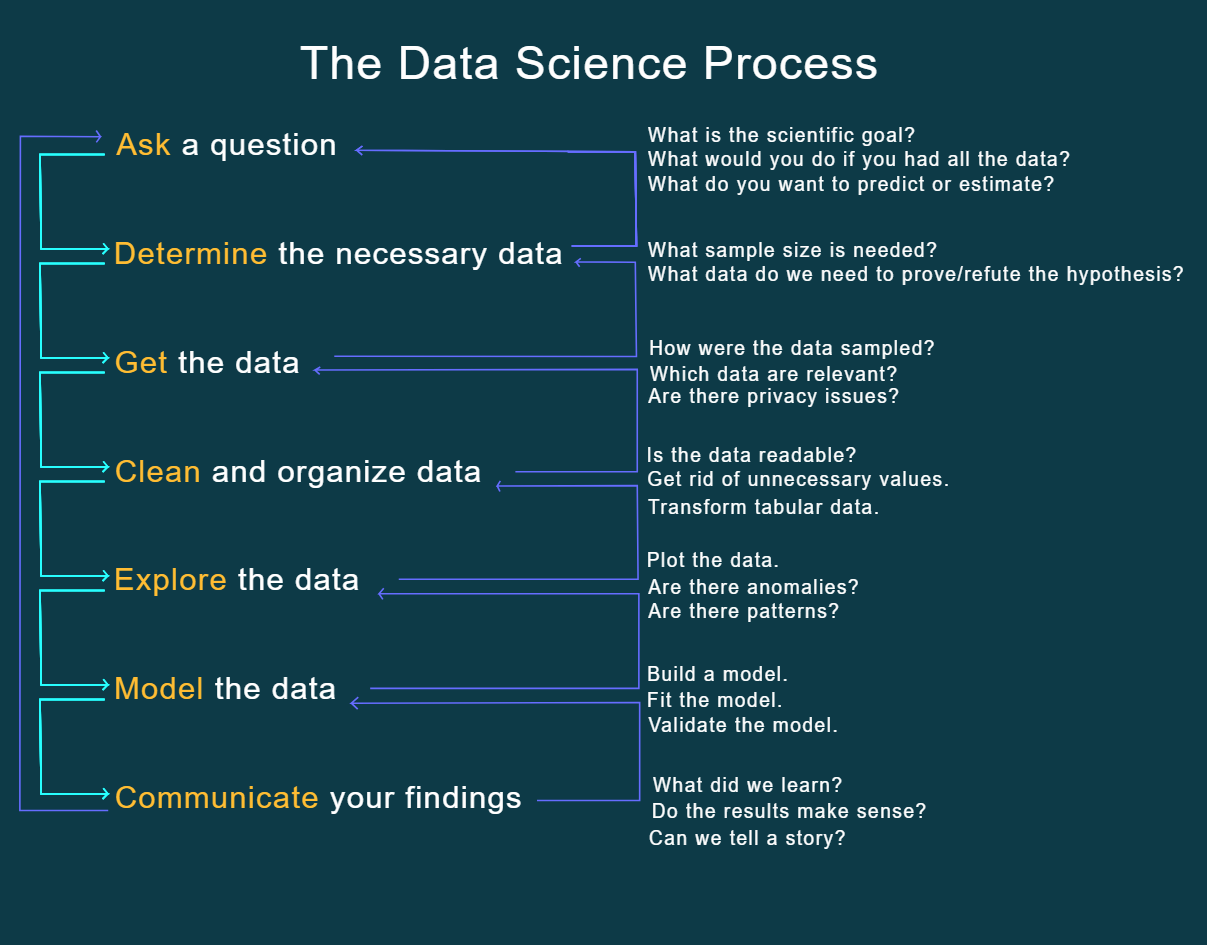 The Data Science Process
Ask a question
What is the scientific goal?
What would you do if you had all the data?
What do you want to predict or estimate?
Determine the necessary data
What sample size is needed?
What data do we need to prove/refute the hypothesis?
Get the data
How were the data sampled?
Which data are relevant?
Are there privacy issues?
Clean and organize data
Is the data readable?
Get rid of unnecessary values.
Transform tabular data.
Explore the data
Plot the data.
Are there anomalies?
Are there patterns?
Model the data
Build a model.
Fit the model.
Validate the model.
Communicate your findings
What did we learn?
Do the results make sense?
Can we tell a story?